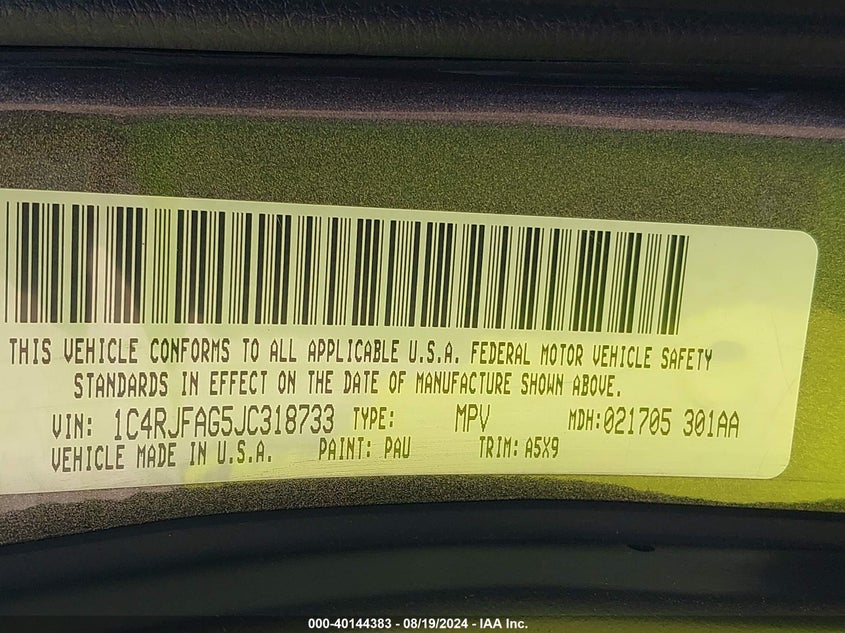 THIS VEHICLE CONFORMS TO ALL APPLICABLE U.S.A. FEDERAL MOTOR VEHICLE SAFETY
STANDARDS IN EFFECT ON THE DATE OF MANUFACTURE SHOWN ABOVE.
VIN: 1C4RJFAG5JC318733 TYPE: MPV MDH:021705 301AA
VEHICLE MADE IN U.S.A. PAINT: PAU TRIM: A5X9
000-40144383 - 08/19/2024 - IAA Inc.